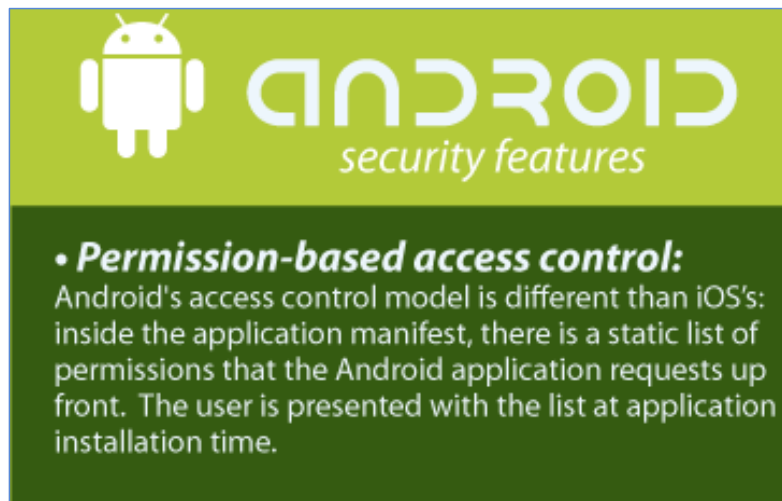 ANDROID
security features
• Permission-based access control:
Android's access control model is different than iOS's:
inside the application manifest, there is a static list of
permissions that the Android application requests up
front.  The user is presented with the list at application
installation time.